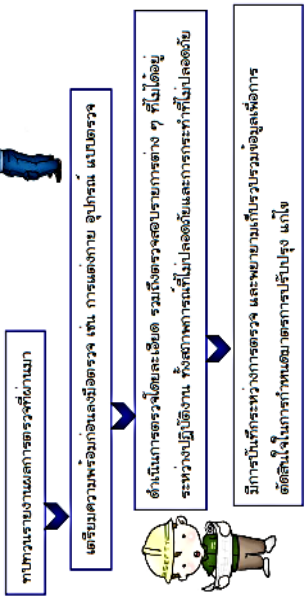 ทบทวนรายงานผลการตรวจที่ผ่านมา
เตรียมความพร้อมก่อนลงมือตรวจ เช่น การแต่งกาย อุปกรณ์ แบบตรวจ
ดำเนินการตรวจโดยละเอียด รวมถึงตรวจสอบรายการต่าง ๆ ที่ไม่ได้อยู่
ระหว่างปฏิบัติงาน ทั้งสภาพการณ์ที่ไม่ปลอดภัยและการกระทำที่ไม่ปลอดภัย
มีการบันทึกระหว่างการตรวจ และพยายามเก็บรวบรวมข้อมูลเพื่อการ
ตัดสินใจในการกำหนดมาตรการปรับปรุง แก้ไข